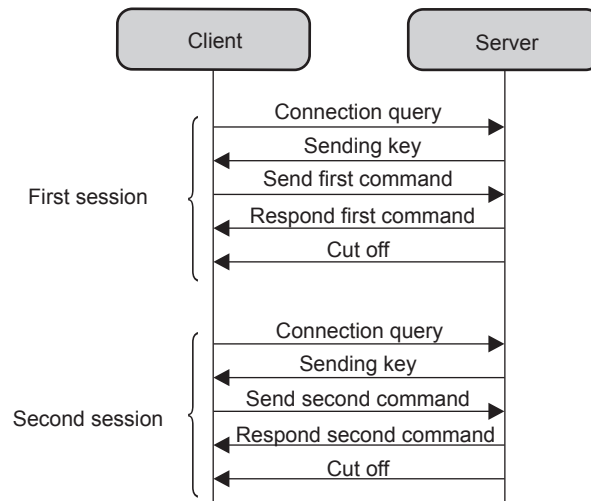 Client
Server
Connection query
Sending key
Send first command
First session
Respond first command
Cut off
Connection query
Sending key
Send second command
Second session
Respond second command
Cut off